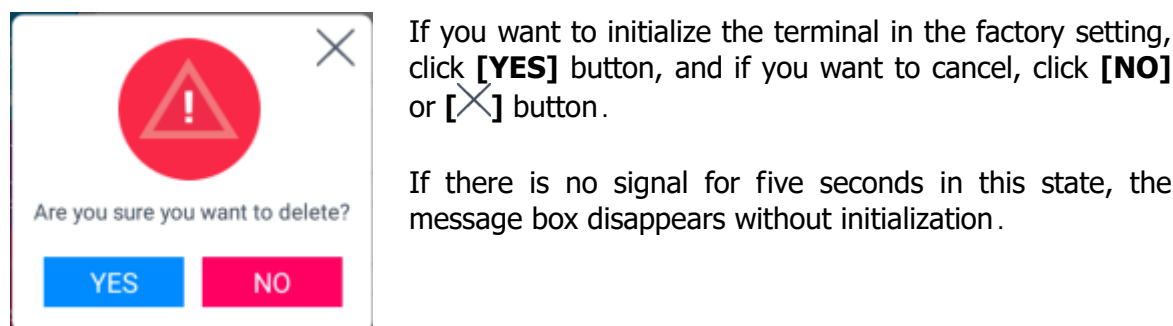 Are you sure you want to delete?
YES
NO
If you want to initialize the terminal in the factory setting,
click [YES] button, and if you want to cancel, click [NO]
or [╳] button.
If there is no signal for five seconds in this state, the
message box disappears without initialization.